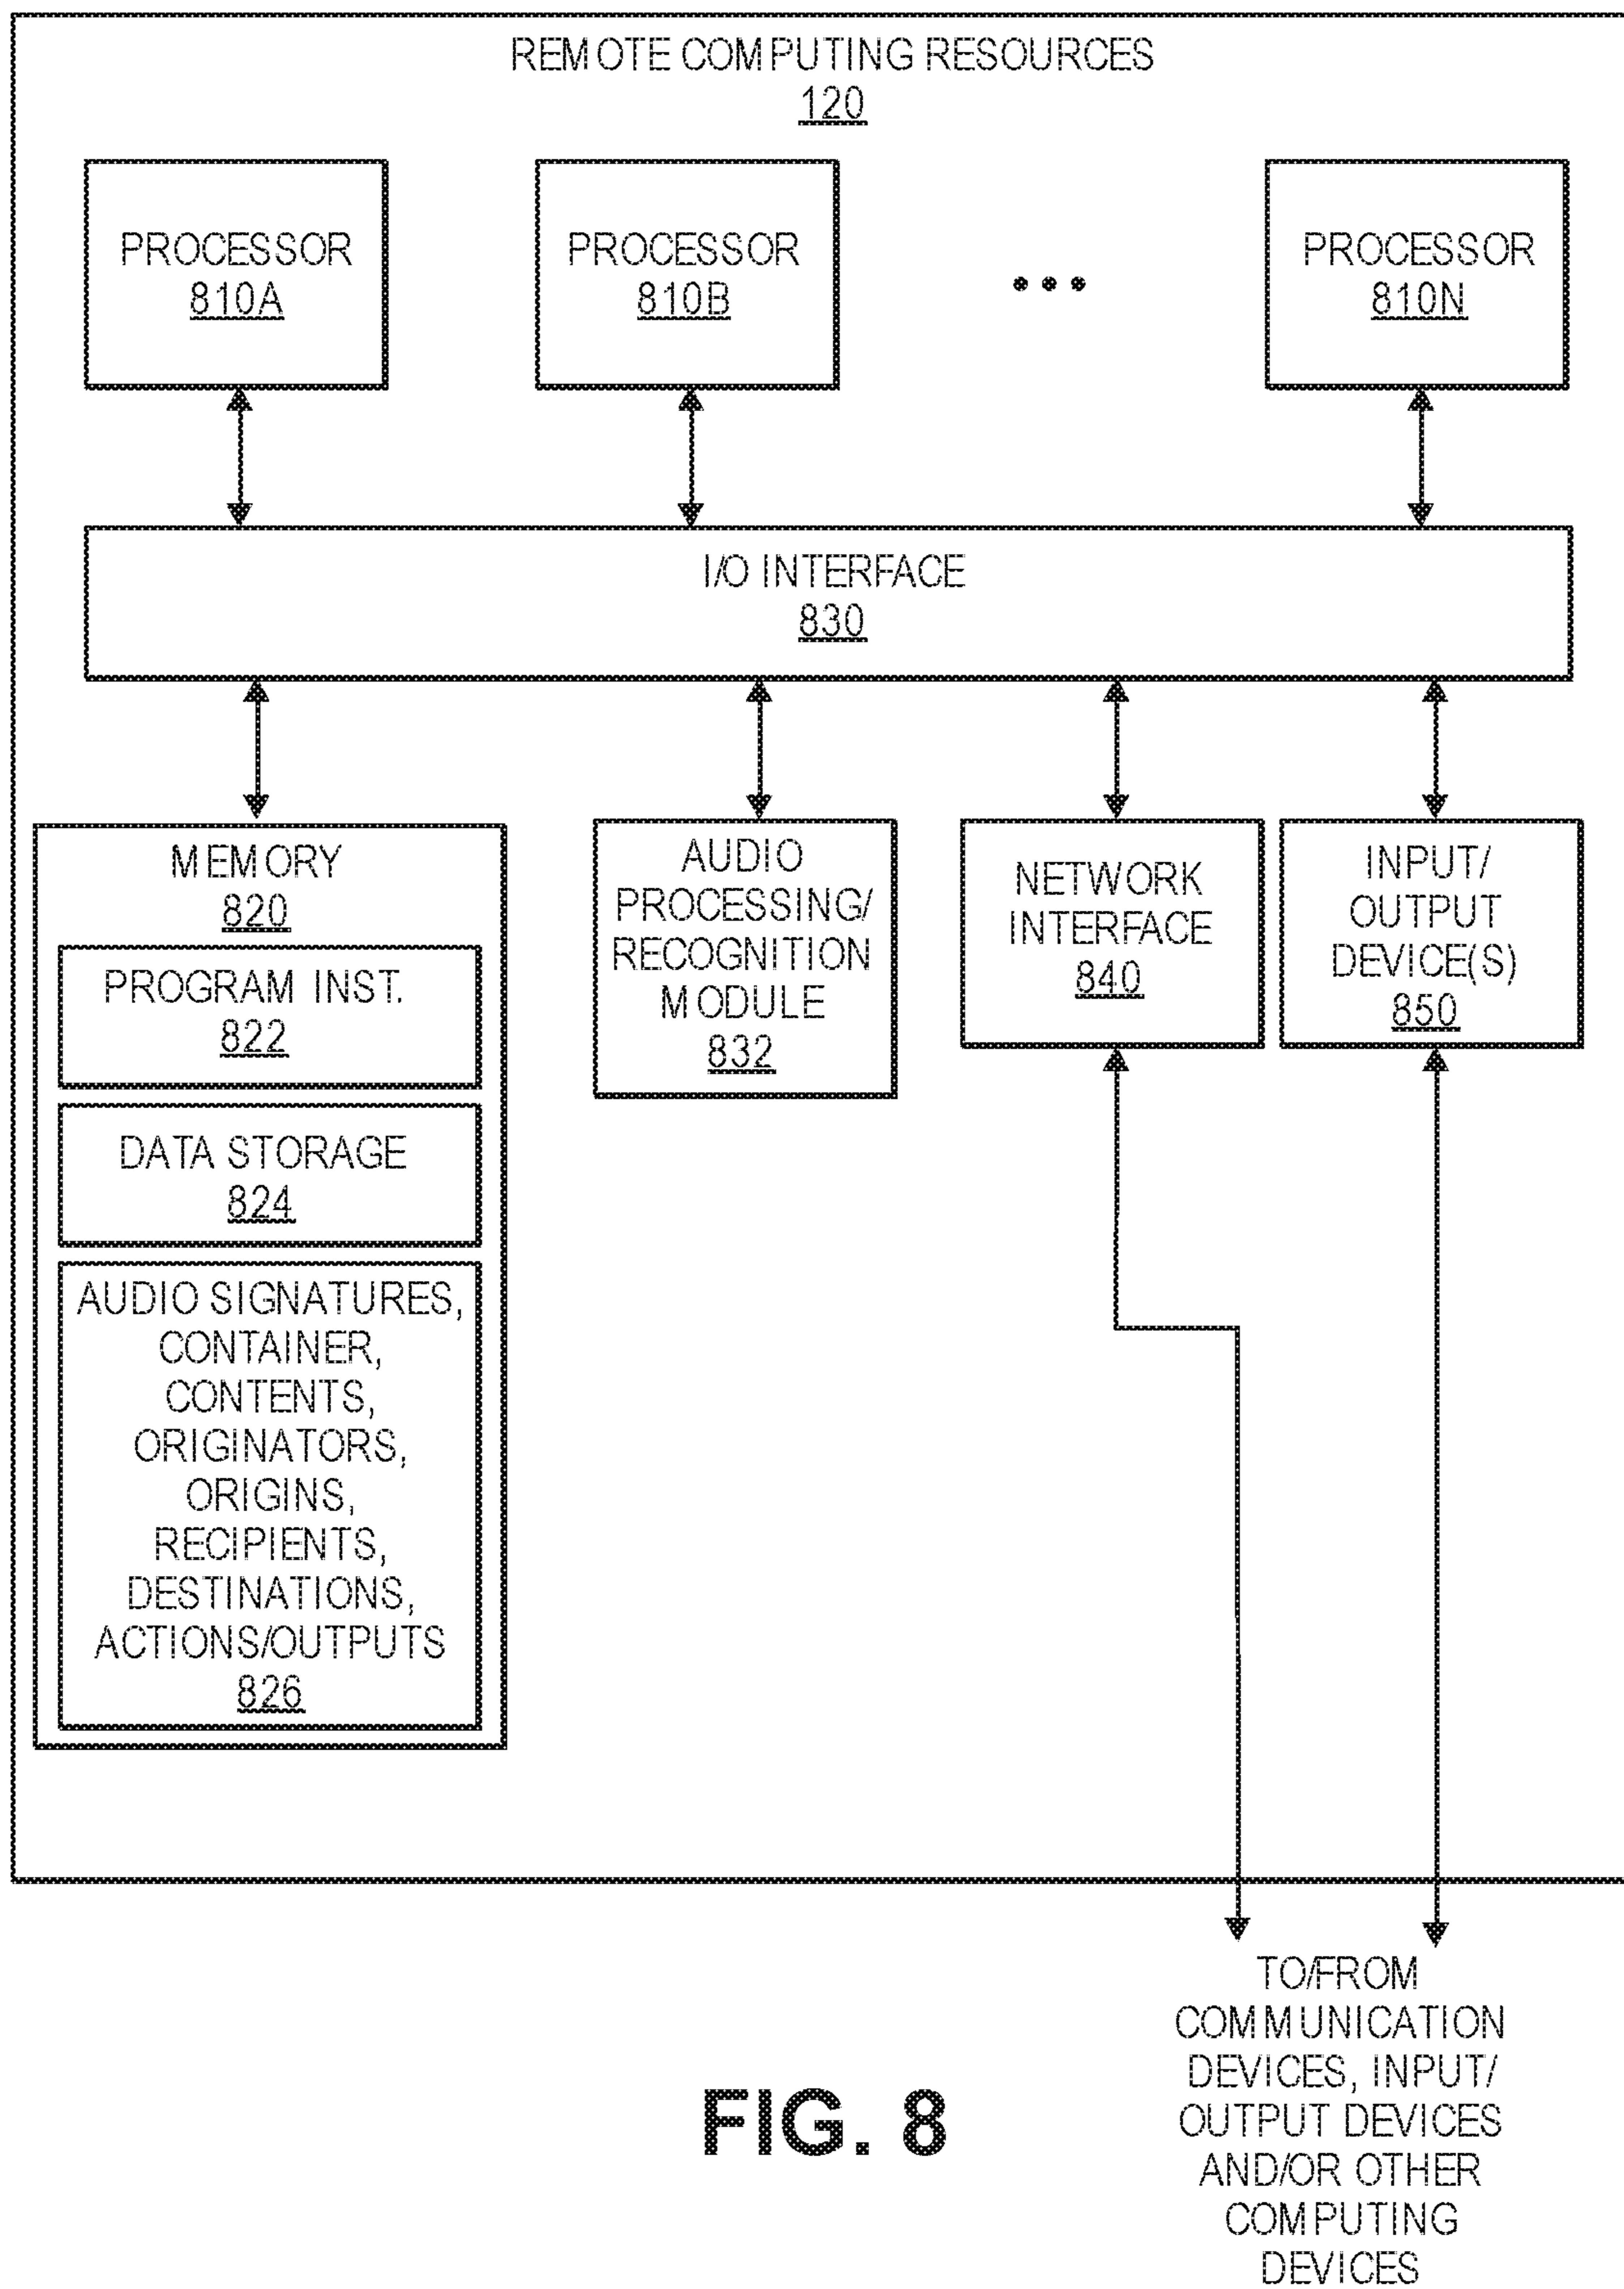 REMOTE COMPUTING RESOURCES
120
PROCESSOR
810A
PROCESSOR
810B
PROCESSOR
810N
I/O INTERFACE
830
MEMORY
820
PROGRAM INST.
822
DATA STORAGE
824
AUDIO SIGNATURES,
CONTAINER,
CONTENTS,
ORIGINATORS,
ORIGINS,
RECIPIENTS,
DESTINATIONS,
ACTIONS/OUTPUTS
826
AUDIO
PROCESSING/
RECOGNITION
MODULE
832
NETWORK
INTERFACE
840
INPUT/
OUTPUT
DEVICE(S)
850
TO/FROM
COMMUNICATION
DEVICES, INPUT/
OUTPUT DEVICES
AND/OR OTHER
COMPUTING
DEVICES
FIG. 8